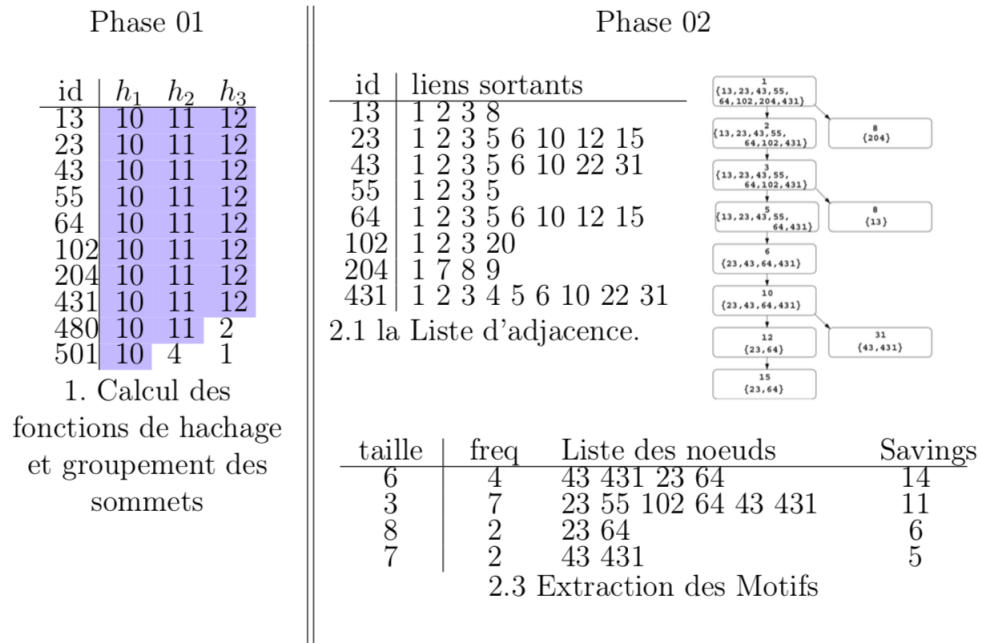 Phase 01
id h1 h2 h3
13 10 11 12
23 10 11 12
43 10 11 12
55 10 11 12
64 10 11 12
102 10 11 12
204 10 11 12
431 10 11 12
480 10 11 2
501 10 4 1
1. Calcul des
fonctions de hachage
et groupement des
sommets
Phase 02
id liens sortants
13 1 2 3 8
23 1 2 3 5 6 10 12 15
43 1 2 3 5 6 10 22 31
55 1 2 3 5
64 1 2 3 5 6 10 12 15
102 1 2 3 20
204 1 7 8 9
431 1 2 3 4 5 6 10 22 31
2.1 la Liste d'adjacence.
1
{13,23,43,55,
64,102,204,431}
2
{13,23,43,55,
64,102,431}
8
{204}
3
{13,23,43,55,
64,102,431}
5
{13,23,43,55,
64,431}
8
{13}
6
{23,43,64,431}
10
{23,43,64,431}
12
{23,64}
31
{43,431}
15
{23,64}
taille freq Liste des noeuds Savings
6 4 43 431 23 64 14
3 7 23 55 102 64 43 431 11
8 2 23 64 6
7 2 43 431 5
2.3 Extraction des Motifs